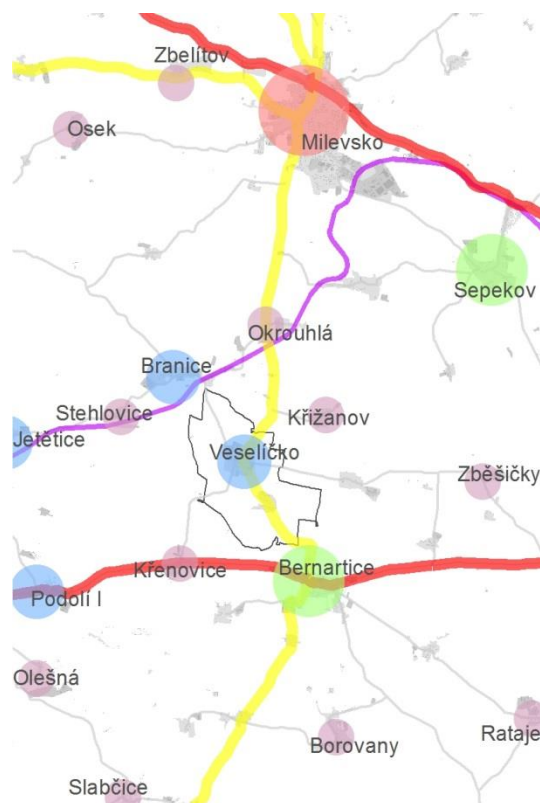 Zbelítov
Osek
Milevsko
Sepekov
Okrouhlá
Branice
Stehlovice
Křižanov
Jetětice
Veselíčko
Zběšičky
Křenovice
Bernartice
Podolí I
Olešná
Rataje
Borovany
Slabčice